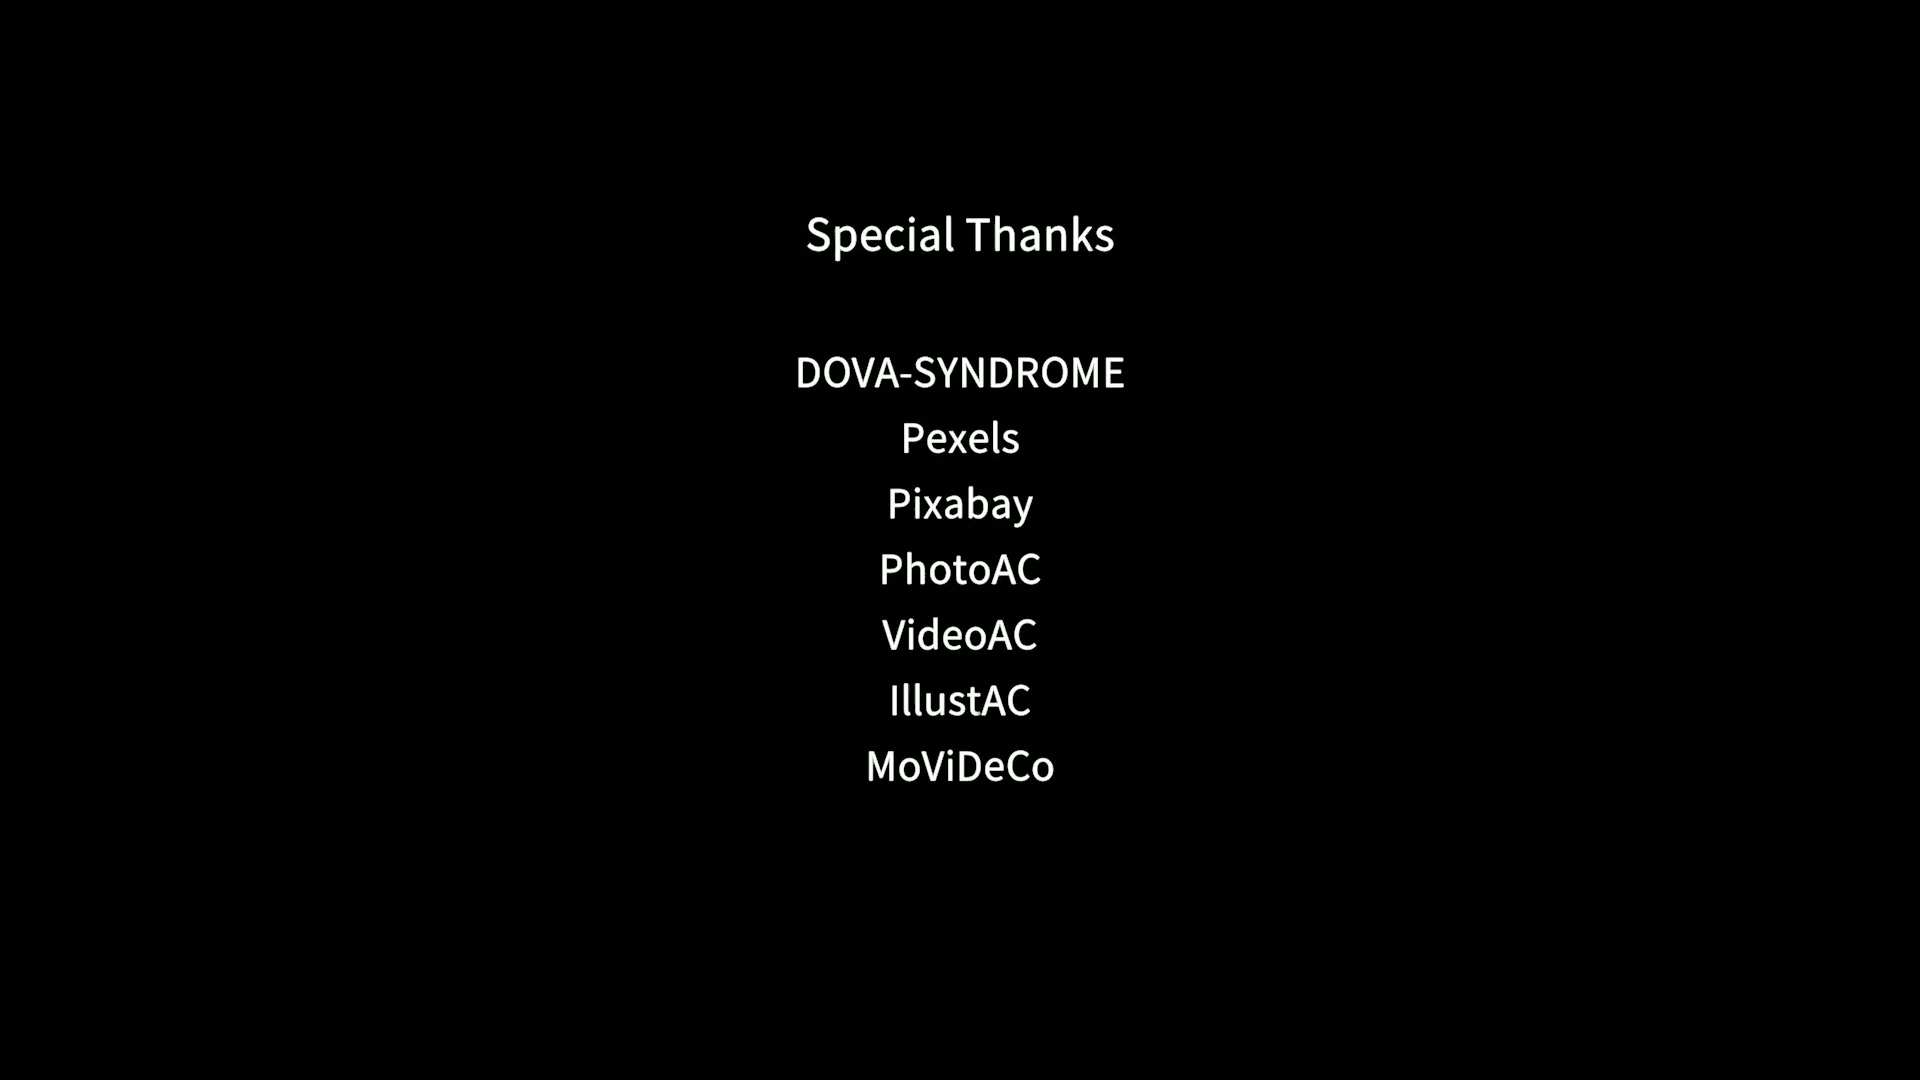 Special Thanks
DOVA-SYNDROME
Pexels
Pixabay
PhotoAC
VideoAC
IllustAC
MoViDeCo